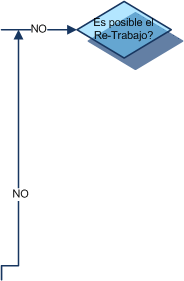 NO
Es posible el
Re-Trabajo?
NO